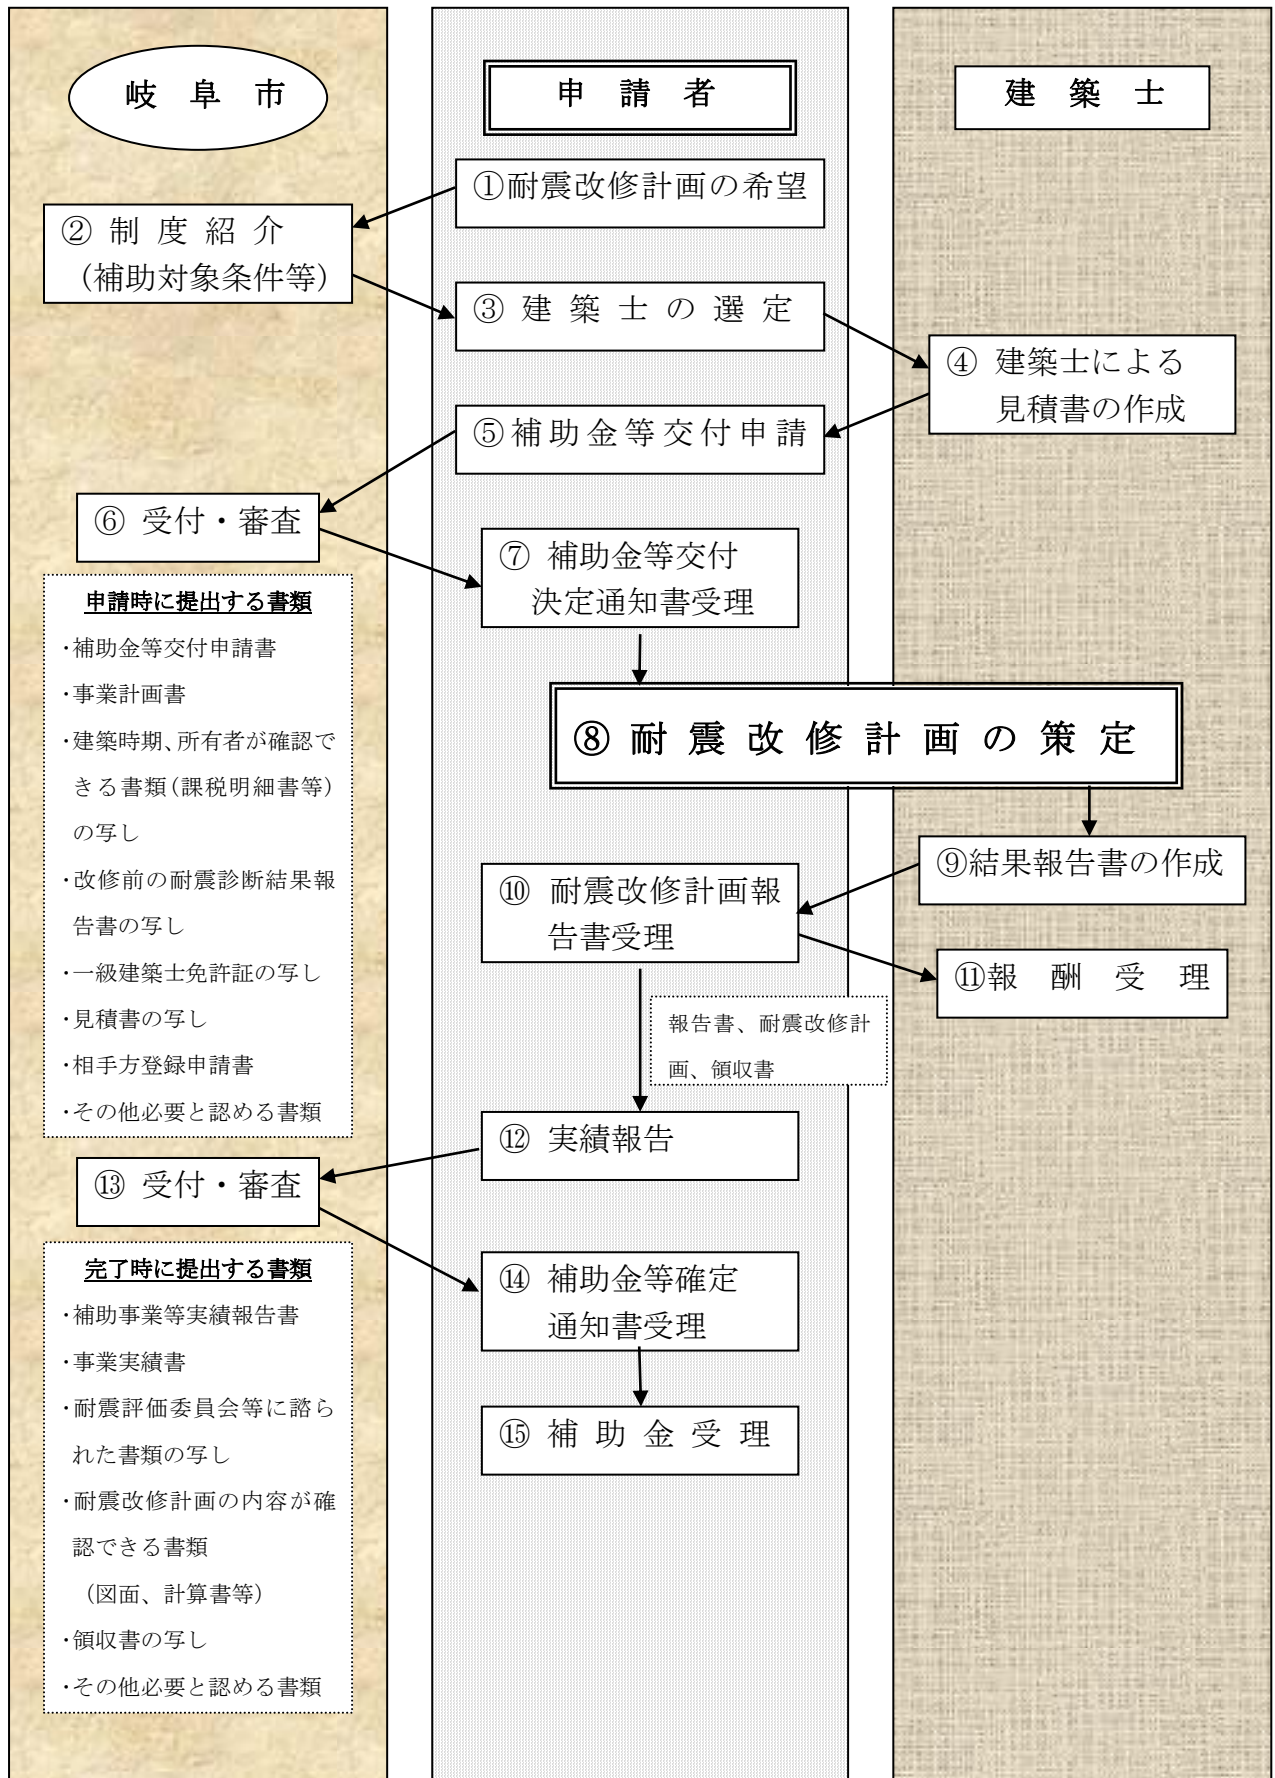 岐阜市
申請者
建築士
①耐震改修計画の希望
② 制度紹介
(補助対象条件等)
③ 建築士の選定
④ 建築士による
見積書の作成
⑤補助金等交付申請
⑥ 受付・審査
⑦ 補助金等交付
決定通知書受理
申請時に提出する書類
・補助金等交付申請書
・事業計画書
・建築時期、所有者が確認で
きる書類(課税明細書等)
の写し
・改修前の耐震診断結果報
告書の写し
・一級建築士免許証の写し
・見積書の写し
・相手方登録申請書
・その他必要と認める書類
⑧耐震改修計画の策定
⑨結果報告書の作成
⑩ 耐震改修計画報
告書受理
⑪報酬受理
報告書、耐震改修計
画、領収書
⑫ 実績報告
⑬ 受付・審査
完了時に提出する書類
・補助事業等実績報告書
・事業実績書
・耐震評価委員会等に諮ら
れた書類の写し
・耐震改修計画の内容が確
認できる書類
(図面、計算書等)
・領収書の写し
・その他必要と認める書類
⑭ 補助金等確定
通知書受理
⑮ 補助金受理